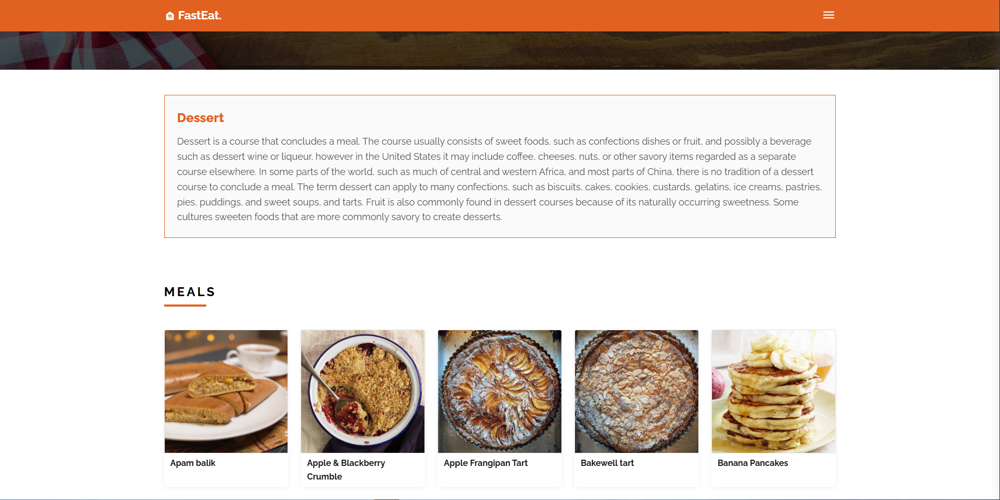 FastEat.
Dessert
Dessert is a course that concludes a meal. The course usually consists of sweet foods, such as confections dishes or fruit, and possibly a beverage
such as dessert wine or liqueur, however in the United States it may include coffee, cheeses, nuts, or other savory items regarded as a separate
course elsewhere. In some parts of the world, such as much of central and western Africa, and most parts of China, there is no tradition of a dessert
course to conclude a meal. The term dessert can apply to many confections, such as biscuits, cakes, cookies, custards, gelatins, ice creams, pastries,
pies, puddings, and sweet soups, and tarts. Fruit is also commonly found in dessert courses because of its naturally occurring sweetness. Some
cultures sweeten foods that are more commonly savory to create desserts.
MEALS
Apam balik
Apple & Blackberry
Crumble
Apple Frangipan Tart
Bakewell tart
Banana Pancakes